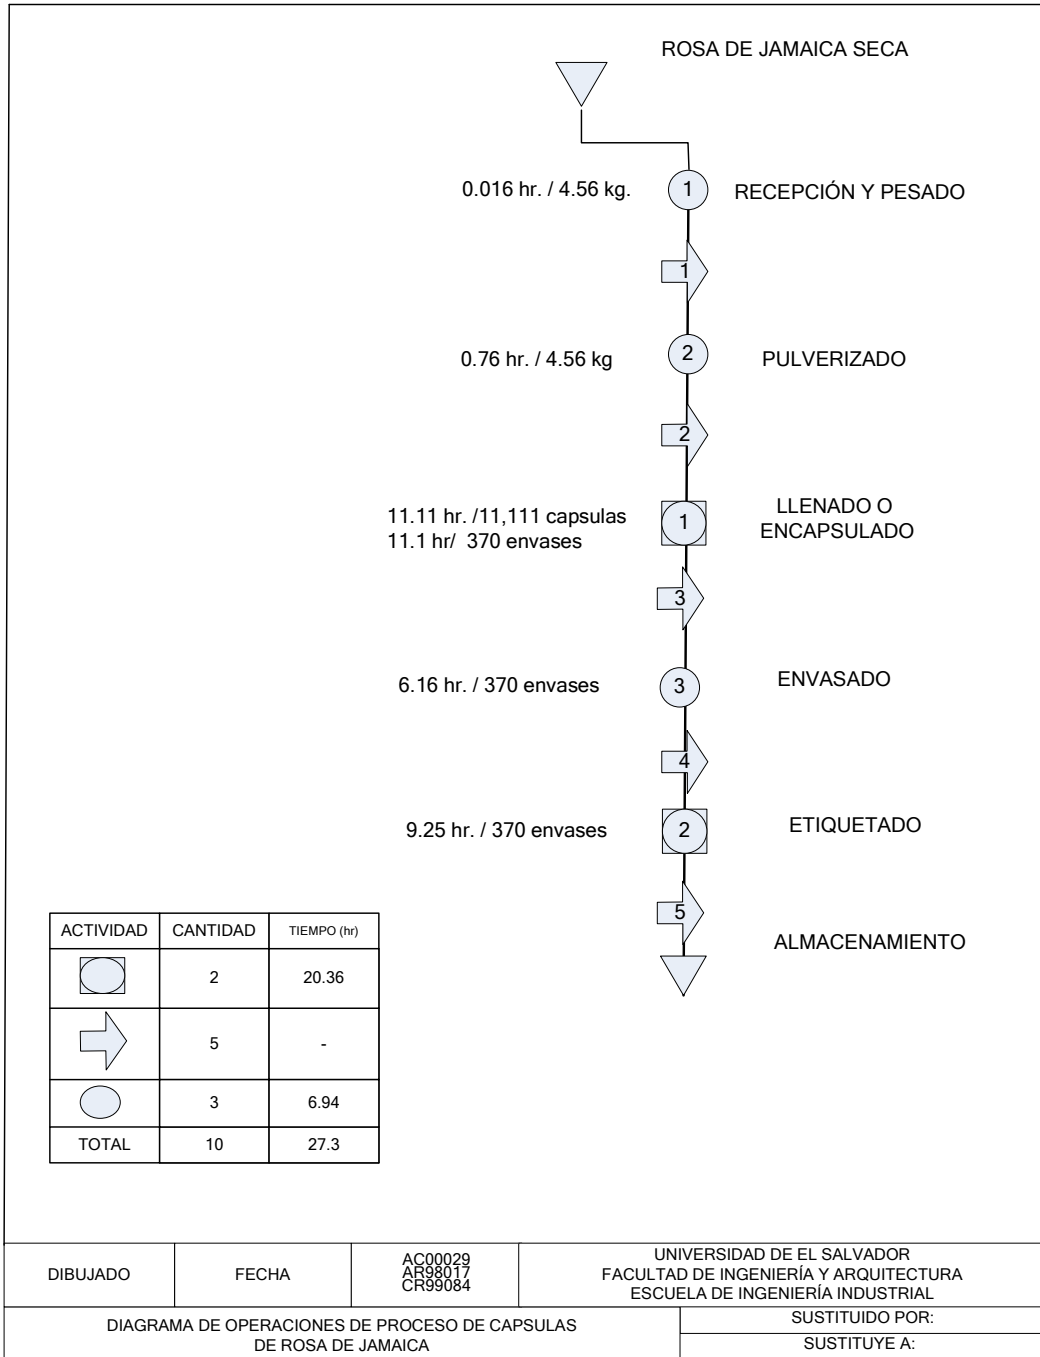 ROSA DE JAMAICA SECA
0.016 hr. / 4.56 kg.
1
RECEPCIÓN Y PESADO
1
0.76 hr. / 4.56 kg
2
PULVERIZADO
2
11.11 hr. /11,111 capsulas
11.1 hr/ 370 envases
1
LLENADO O
ENCAPSULADO
3
6.16 hr. / 370 envases
3
ENVASADO
4
9.25 hr. / 370 envases
2
ETIQUETADO
5
ALMACENAMIENTO
ACTIVIDAD CANTIDAD TIEMPO (hr)
2 20.36
5 -
3 6.94
TOTAL 10 27.3
DIBUJADO
FECHA
AC00029
AR98017
CR99084
UNIVERSIDAD DE EL SALVADOR
FACULTAD DE INGENIERÍA Y ARQUITECTURA
ESCUELA DE INGENIERÍA INDUSTRIAL
DIAGRAMA DE OPERACIONES DE PROCESO DE CAPSULAS
DE ROSA DE JAMAICA
SUSTITUIDO POR:
SUSTITUYE A: